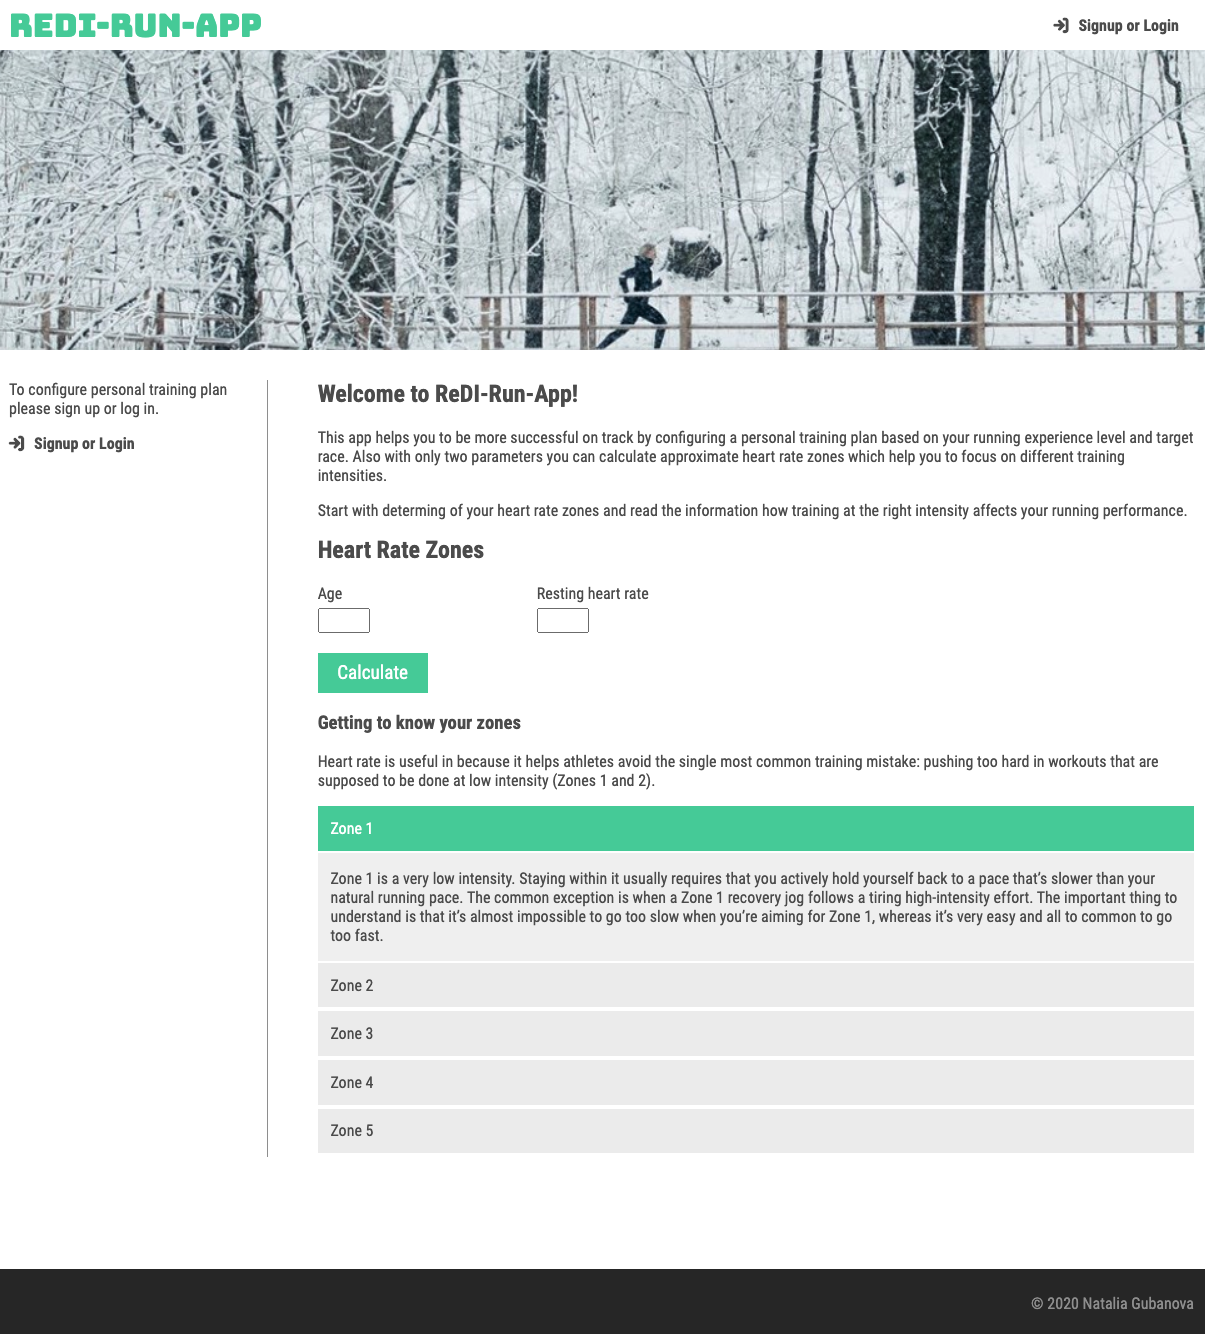 REDI-RUN-APP
Signup or Login
To configure personal training plan
please sign up or log in.
Signup or Login
Welcome to ReDI-Run-App!
This app helps you to be more successful on track by configuring a personal training plan based on your running experience level and target
race. Also with only two parameters you can calculate approximate heart rate zones which help you to focus on different training
intensities.
Start with determing of your heart rate zones and read the information how training at the right intensity affects your running performance.
Heart Rate Zones
Age
Resting heart rate
Calculate
Getting to know your zones
Heart rate is useful in because it helps athletes avoid the single most common training mistake: pushing too hard in workouts that are
supposed to be done at low intensity (Zones 1 and 2).
Zone 1
Zone 1 is a very low intensity. Staying within it usually requires that you actively hold yourself back to a pace that’s slower than your
natural running pace. The common exception is when a Zone 1 recovery jog follows a tiring high-intensity effort. The important thing to
understand is that it’s almost impossible to go too slow when you’re aiming for Zone 1, whereas it’s very easy and all to common to go
too fast.
Zone 2
Zone 3
Zone 4
Zone 5
© 2020 Natalia Gubanova